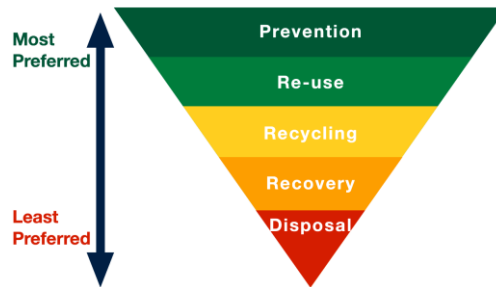 Most
Preferred
Prevention
Re-use
Recycling
Recovery
Least
Preferred
Disposal